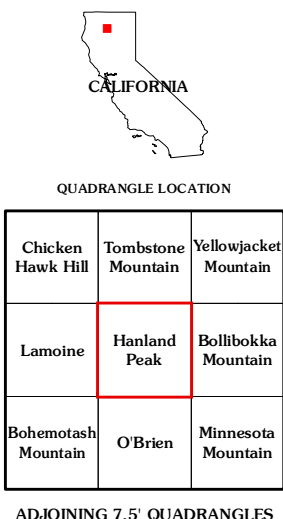 CALIFORNIA
QUADRANGLE LOCATION
Chicken
Hawk Hill
Tombstone
Mountain
Yellowjacket
Mountain
Lamoine
Hanland
Peak
Bollibokka
Mountain
Bohemotash
Mountain
O'Brien
Minnesota
Mountain
ADJOINING 7.5' QUADRANGLES